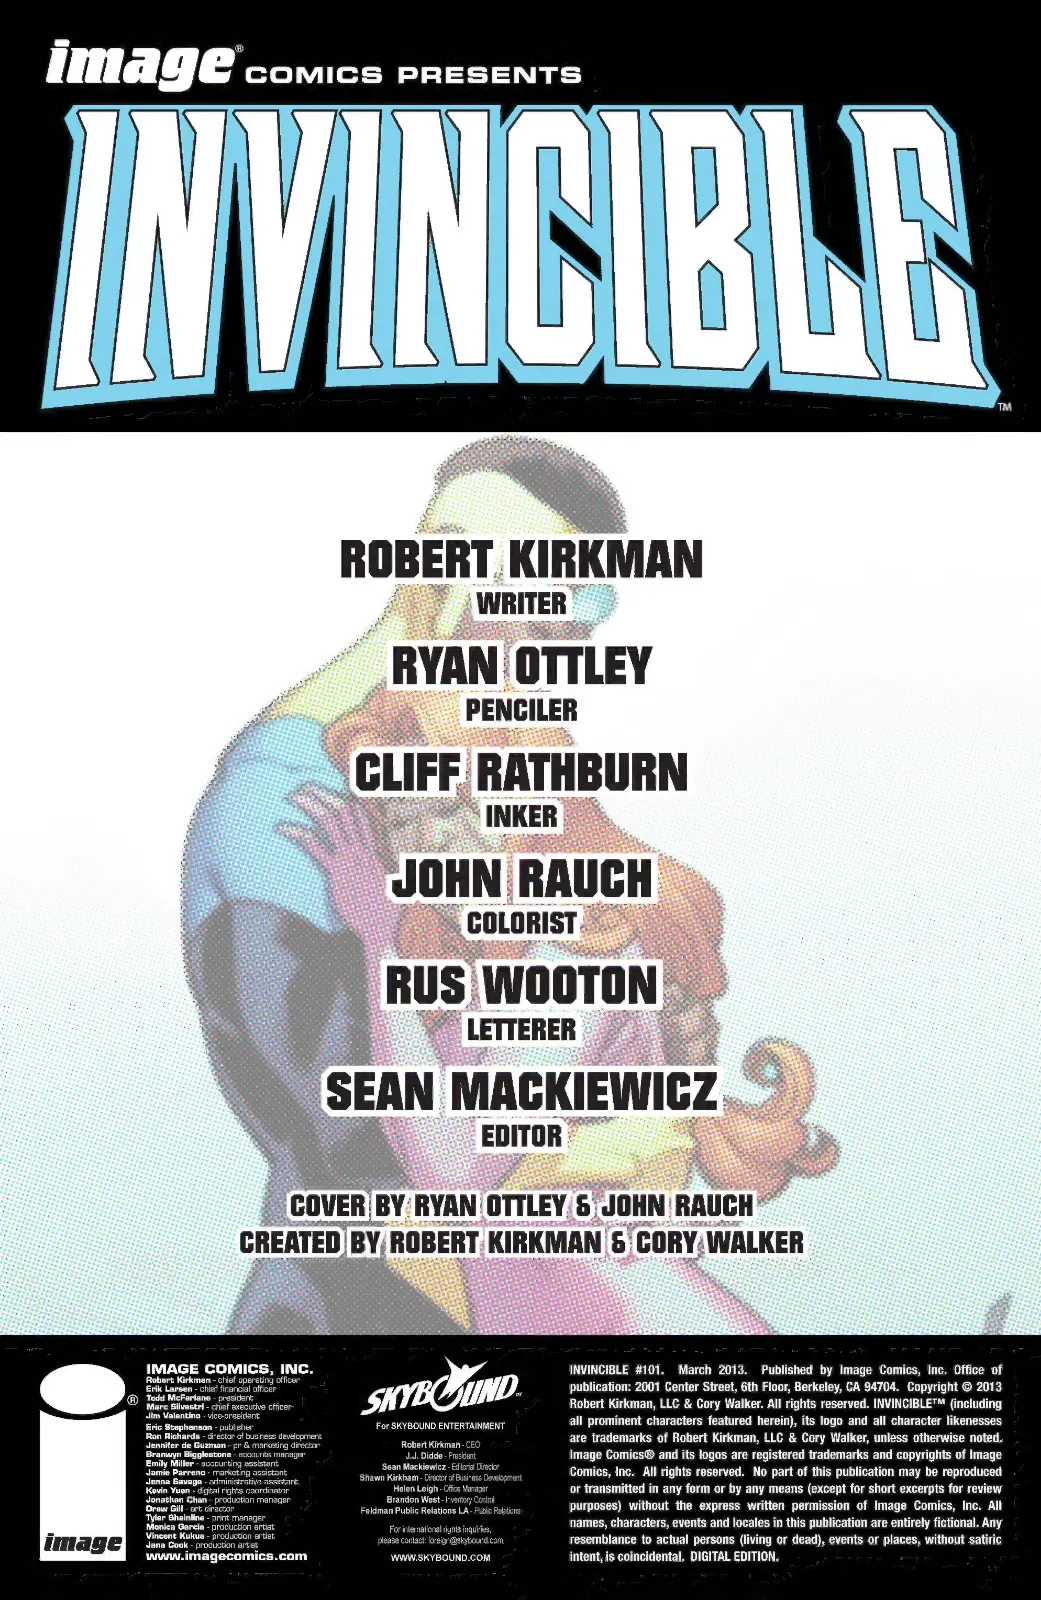 image® COMICS PRESENTS
INVINCIBLE™
ROBERT KIRKMAN
WRITER
RYAN OTTLEY
PENCILER
CLIFF RATHBURN
INKER
JOHN RAUCH
COLORIST
RUS WOOTON
LETTERER
SEAN MACKIEWICZ
EDITOR
COVER BY RYAN OTTLEY & JOHN RAUCH
CREATED BY ROBERT KIRKMAN & CORY WALKER
®
image
IMAGE COMICS, INC.
Robert Kirkman - chief operating officer
Erik Larsen - chief financial officer
Todd McFarlane - president
Marc Silvestri - chief executive officer
Jim Valentino - vice-president
Eric Stephenson - publisher
Ron Richards - director of business development
Jennifer de Guzman - pr & marketing director
Branwyn Bigglestone - accounts manager
Emily Miller - accounting assistant
Jamie Parreno - marketing assistant
Jenna Savage - administrative assistant
Kevin Yuen - digital rights coordinator
Jonathan Chan - production manager
Drew Gill - art director
Tyler Shainline - print manager
Monica Garcia - production artist
Vincent Kukua - production artist
Jana Cook - production artist
www.imagecomics.com
SKYBOUND™
For SKYBOUND ENTERTAINMENT
Robert Kirkman - CEO
J.J. Didde - President
Sean Mackiewicz - Editorial Director
Shawn Kirkham - Director of Business Development
Helen Leigh - Office Manager
Brandon West - Inventory Control
Feldman Public Relations LA - Public Relations
For international rights inquiries,
please contact: foreign@skybound.com
WWW.SKYBOUND.COM
INVINCIBLE #101. March 2013. Published by Image Comics, Inc. Office of
publication: 2001 Center Street, 6th Floor, Berkeley, CA 94704. Copyright © 2013
Robert Kirkman, LLC & Cory Walker. All rights reserved. INVINCIBLE™ (including
all prominent characters featured herein), its logo and all character likenesses
are trademarks of Robert Kirkman, LLC & Cory Walker, unless otherwise noted.
Image Comics® and its logos are registered trademarks and copyrights of Image
Comics, Inc. All rights reserved. No part of this publication may be reproduced
or transmitted in any form or by any means (except for short excerpts for review
purposes) without the express written permission of Image Comics, Inc. All
names, characters, events and locales in this publication are entirely fictional. Any
resemblance to actual persons (living or dead), events or places, without satiric
intent, is coincidental. DIGITAL EDITION.